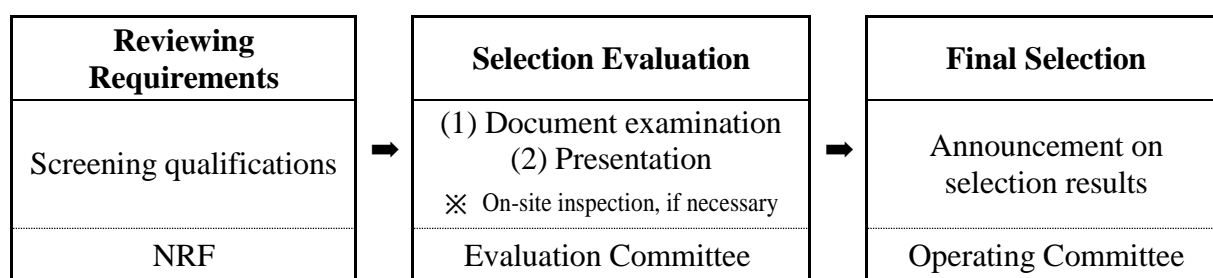 Reviewing
Requirements
Screening qualifications
NRF
➡
Selection Evaluation
(1) Document examination
(2) Presentation
※ On-site inspection, if necessary
Evaluation Committee
➡
Final Selection
Announcement on
selection results
Operating Committee